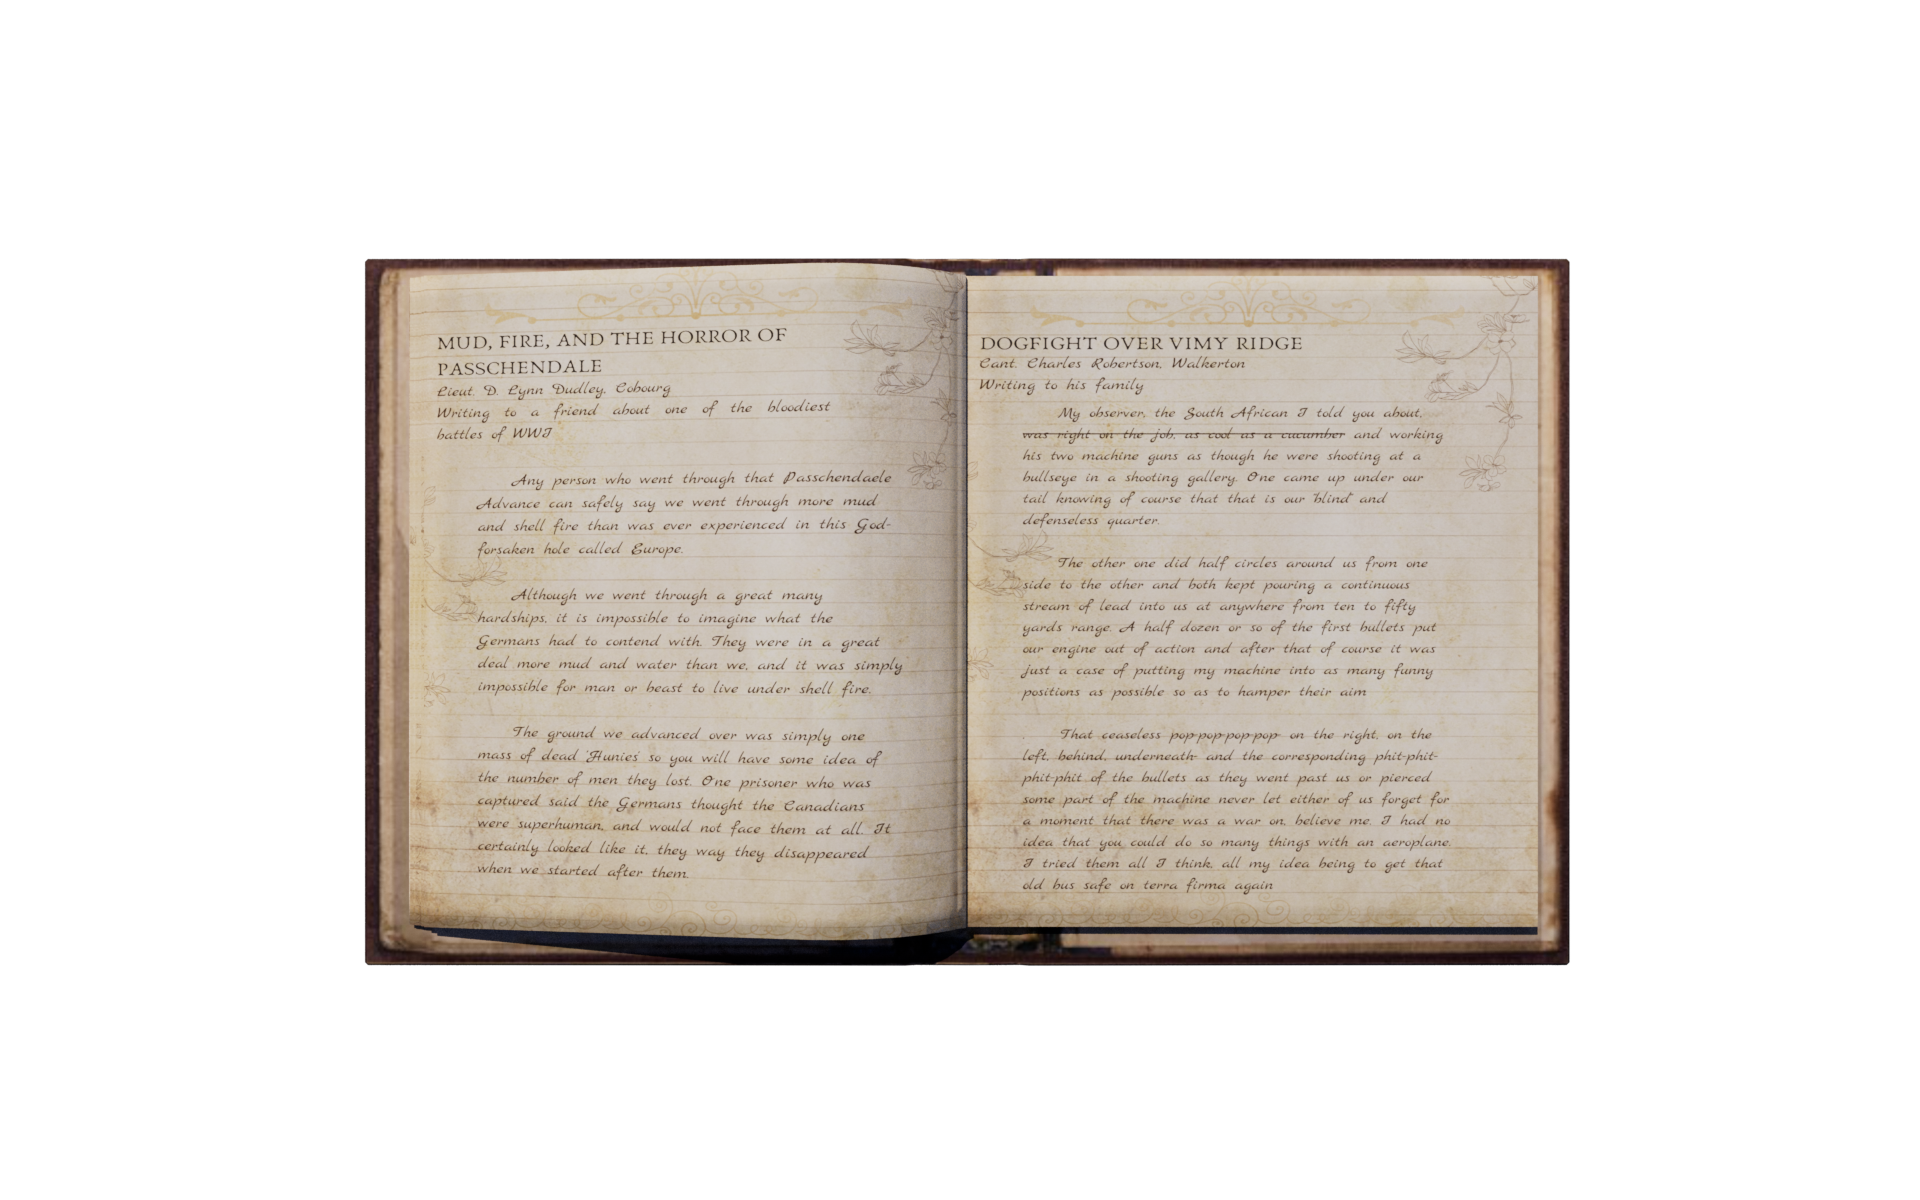 MUD, FIRE, AND THE HORROR OF
PASSCHENDALE
Lieut. D. Lynn Dudley, Cobourg
Writing to a friend about one of the bloodiest
battles of WWI
Any person who went through that Passchendaele
Advance can safely say we went through more mud
and shell fire than was ever experienced in this God-
forsaken hole called Europe.
Although we went through a great many
hardships, it is impossible to imagine what the
Germans had to contend with. They were in a great
deal more mud and water than we, and it was simply
impossible for man or beast to live under shell fire.
The ground we advanced over was simply one
mass of dead 'Hunies' so you will have some idea of
the number of men they lost. One prisoner who was
captured said the Germans thought the Canadians
were superhuman, and would not face them at all. It
certainly looked like it, they way they disappeared
when we started after them.
DOGFIGHT OVER VIMY RIDGE
Cant. Charles Robertson, Walkerton
Writing to his family
My observer, the South African I told you about,
was right on the job, as cool as a cucumber and working
his two machine guns as though he were shooting at a
bullseye in a shooting gallery. One came up under our
tail knowing of course that that is our 'blind' and
defenseless quarter.
The other one did half circles around us from one
side to the other and both kept pouring a continuous
stream of lead into us at anywhere from ten to fifty
yards range. A half dozen or so of the first bullets put
our engine out of action and after that of course it was
just a case of putting my machine into as many funny
positions as possible so as to hamper their aim
That ceaseless pop-pop-pop-pop- on the right, on the
left, behind, underneath- and the corresponding phit-phit-
phit-phit of the bullets as they went past us or pierced
some part of the machine never let either of us forget for
a moment that there was a war on, believe me. I had no
idea that you could do so many things with an aeroplane.
I tried them all I think, all my idea being to get that
old bus safe on terra firma again